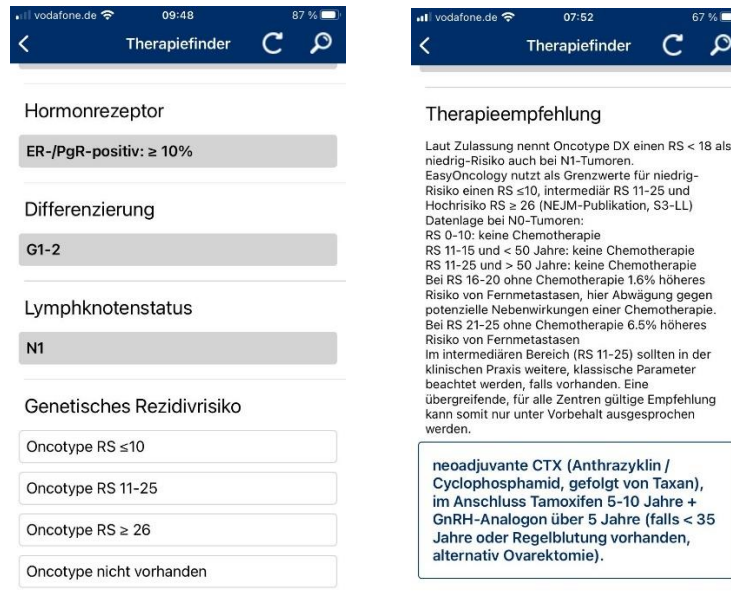 vodafone.de 09:48 87 %
Therapiefinder
Hormonrezeptor
ER-/PgR-positiv: ≥ 10%
Differenzierung
G1-2
Lymphknotenstatus
N1
Genetisches Rezidivrisiko
Oncotype RS ≤10
Oncotype RS 11-25
Oncotype RS ≥ 26
Oncotype nicht vorhanden
vodafone.de 07:52 67 %
Therapiefinder
Therapieempfehlung
Laut Zulassung nennt Oncotype DX einen RS < 18 als
niedrig-Risiko auch bei N1-Tumoren.
EasyOncology nutzt als Grenzwerte für niedrig-
Risiko einen RS ≤10, intermediär RS 11-25 und
Hochrisiko RS ≥ 26 (NEJM-Publikation, S3-LL)
Datenlage bei N0-Tumoren:
RS 0-10: keine Chemotherapie
RS 11-15 und < 50 Jahre: keine Chemotherapie
RS 11-25 und > 50 Jahre: keine Chemotherapie
Bei RS 16-20 ohne Chemotherapie 1.6% höheres
Risiko von Fernmetastasen, hier Abwägung gegen
potenzielle Nebenwirkungen einer Chemotherapie.
Bei RS 21-25 ohne Chemotherapie 6.5% höheres
Risiko von Fernmetastasen
Im intermediären Bereich (RS 11-25) sollten in der
klinischen Praxis weitere, klassische Parameter
beachtet werden, falls vorhanden. Eine
übergreifende, für alle Zentren gültige Empfehlung
kann somit nur unter Vorbehalt ausgesprochen
werden.
neoadjuvante CTX (Anthrazyklin /
Cyclophosphamid, gefolgt von Taxan),
im Anschluss Tamoxifen 5-10 Jahre +
GnRH-Analogon über 5 Jahre (falls < 35
Jahre oder Regelblutung vorhanden,
alternativ Ovarektomie).